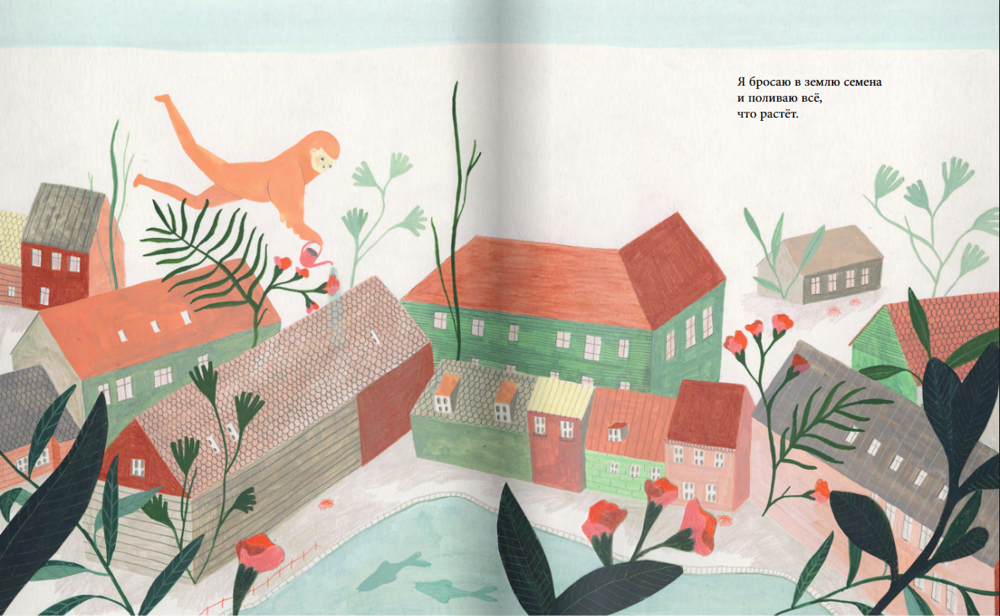 Я бросаю в землю семена
и поливаю всё,
что растёт.